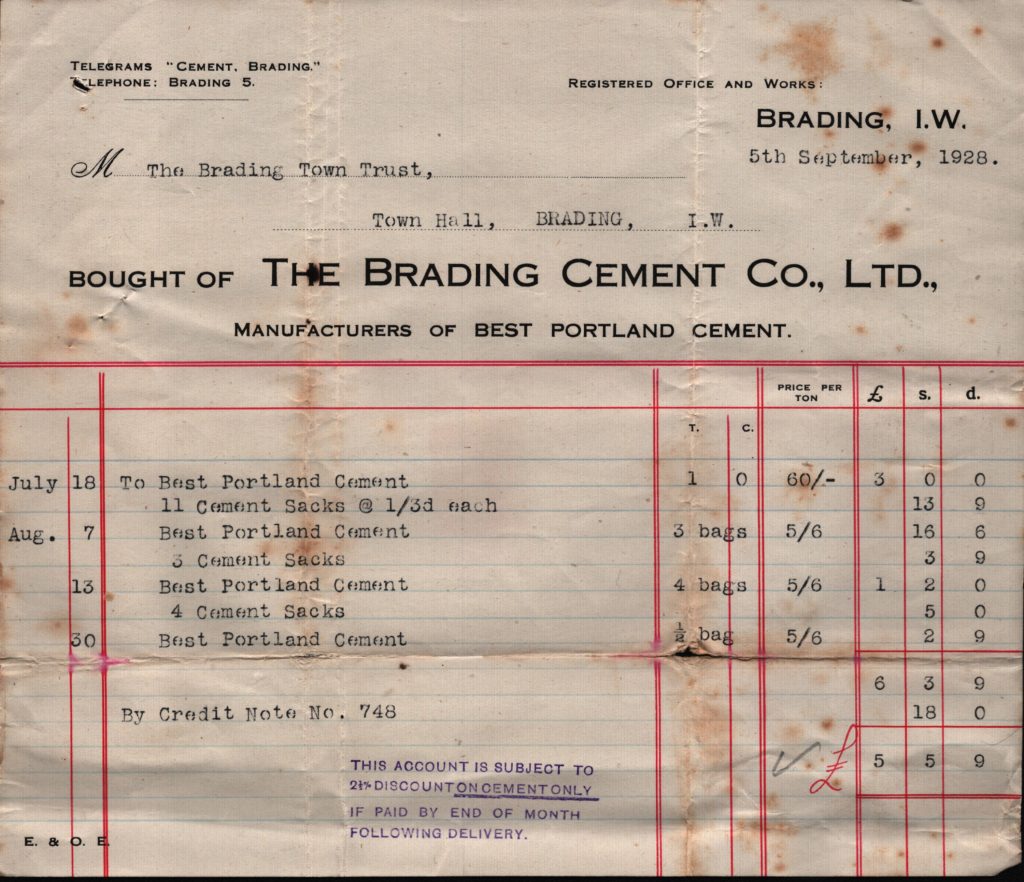 TELEGRAMS "CEMENT, BRADING."
TELEPHONE: BRADING 5.
REGISTERED OFFICE AND WORKS:
BRADING, I.W.
5th September, 1928.
M The Brading Town Trust,
Town Hall, BRADING, I.W.
BOUGHT OF THE BRADING CEMENT CO., LTD.,
MANUFACTURERS OF BEST PORTLAND CEMENT.
PRICE PER TON £ s. d.
T. C.
July 18 To Best Portland Cement 1 0 60/- 3 0 0
11 Cement Sacks @ 1/3d each 13 9
Aug. 7 Best Portland Cement 3 bags 5/6 16 6
3 Cement Sacks 3 9
13 Best Portland Cement 4 bags 5/6 1 2 0
4 Cement Sacks 5 0
30 Best Portland Cement ½ bag 5/6 2 9
6 3 9
By Credit Note No. 748 18 0
£ 5 5 9
THIS ACCOUNT IS SUBJECT TO
2½% DISCOUNT ON CEMENT ONLY
IF PAID BY END OF MONTH
FOLLOWING DELIVERY.
E. & O. E.